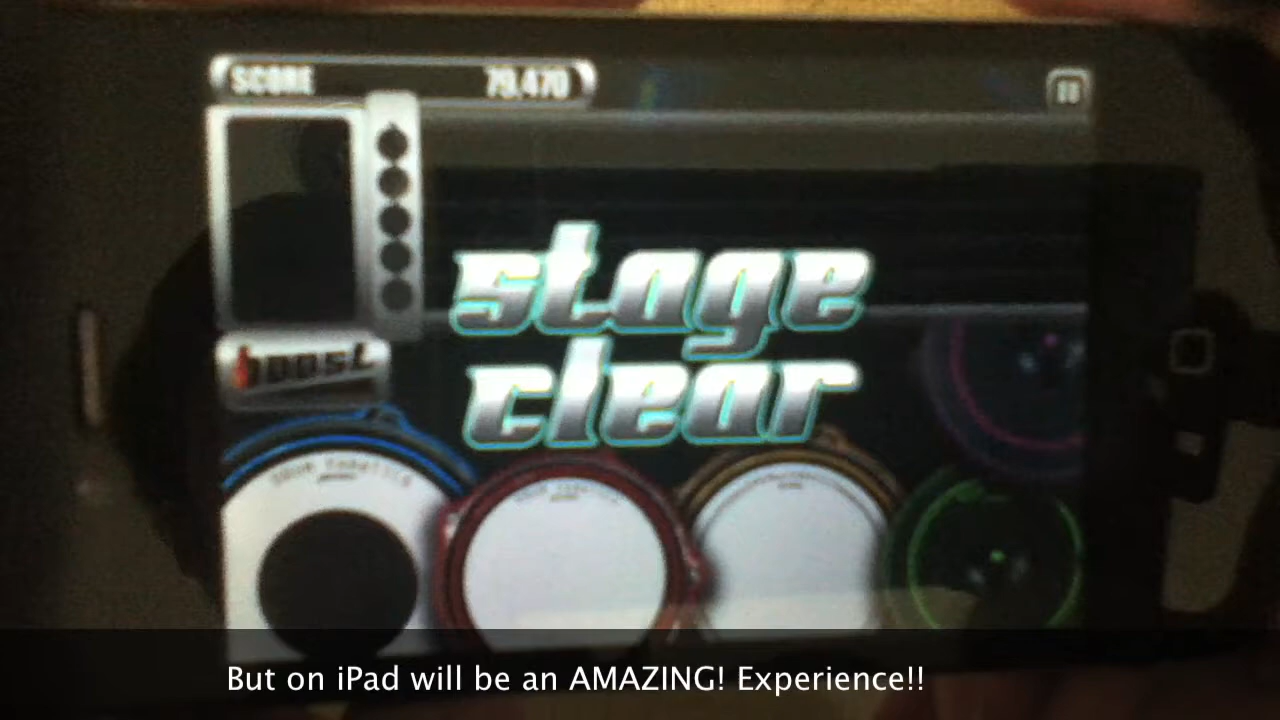 SCORE 79,470
stage
clear
boost
But on iPad will be an AMAZING! Experience!!